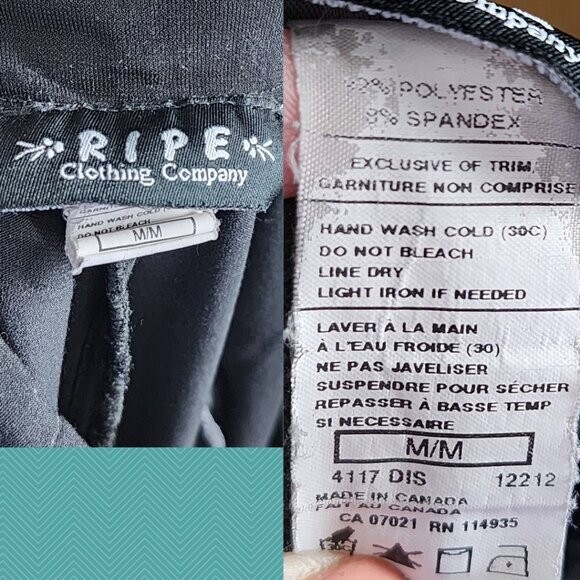 RIPE
Clothing Company
HAND WASH COLD (30C)
DO NOT BLEACH
M/M
Company
POLYESTER
SPANDEX
EXCLUSIVE OF TRIM
GARNITURE NON COMPRISE
HAND WASH COLD (30C)
DO NOT BLEACH
LINE DRY
LIGHT IRON IF NEEDED
LAVER À LA MAIN
À L'EAU FROIDE (30)
NE PAS JAVELISER
SUSPENDRE POUR SÉCHER
REPASSER À BASSE TEMP
SI NECESSAIRE
M/M
4117 DIS 12212
MADE IN CANADA
FAIT AU CANADA
CA 07021 RN 114935
30C